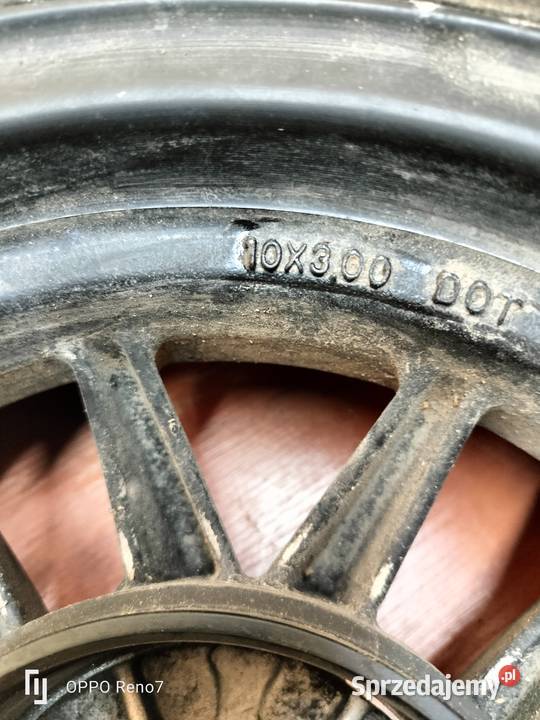 10X3.00 DOT
OPPO Reno7
Sprzedajemy.pl